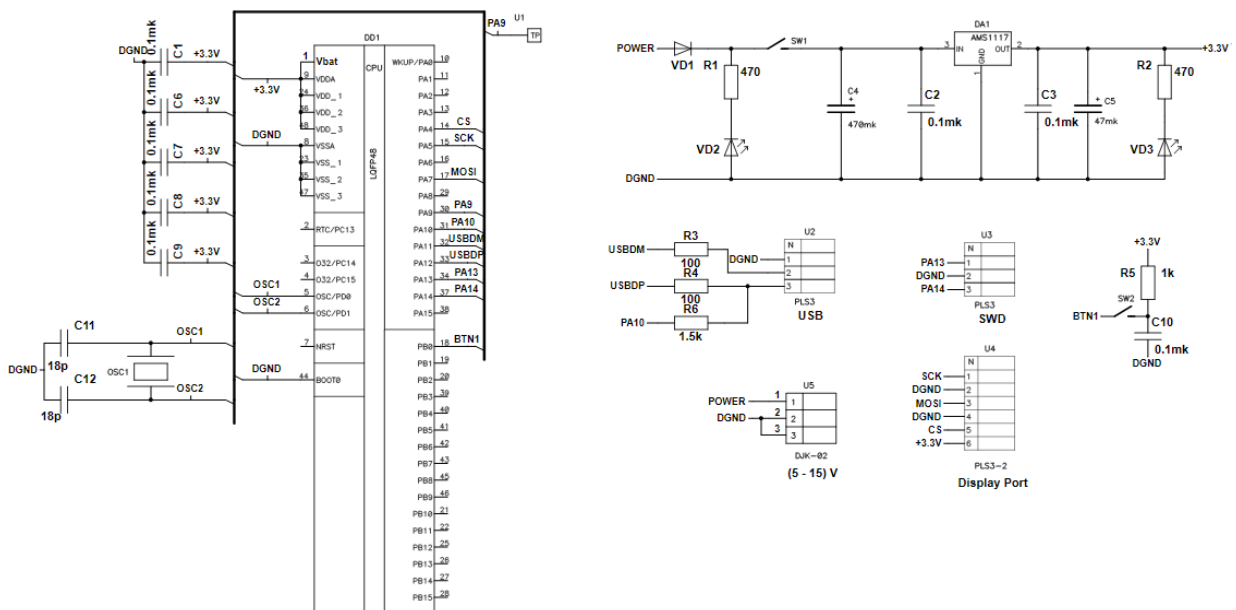 PA9
U1
TP
DGND
0.1mk
C1
+3.3V
0.1mk
C6
+3.3V
0.1mk
C7
+3.3V
0.1mk
C8
+3.3V
0.1mk
C9
+3.3V
+3.3V
DGND
OSC1
OSC2
DGND
C11
18p
OSC1
DGND
OSC1
C12
18p
OSC2
DD1
CPU
LQFP48
1 Vbat
9 VDDA
24 VDD_1
36 VDD_2
48 VDD_3
8 VSSA
23 VSS_1
35 VSS_2
47 VSS_3
2 RTC/PC13
3 O32/PC14
4 O32/PC15
5 OSC/PD0
6 OSC/PD1
7 NRST
44 BOOT0
WKUP/PA0 10
PA1 11
PA2 12
PA3 13
PA4 14 CS
PA5 15 SCK
PA6 16
PA7 17 MOSI
PA8 29
PA9 30 PA9
PA10 31 PA10
PA11 32 USBDM
PA12 33 USBDP
PA13 34 PA13
PA14 37 PA14
PA15 38
PB0 18 BTN1
PB1 19
PB2 20
PB3 39
PB4 40
PB5 41
PB6 42
PB7 43
PB8 45
PB9 46
PB10 21
PB11 22
PB12 25
PB13 26
PB14 27
PB15 28
POWER
VD1
R1
470
VD2
SW1
C4
+
470mk
C2
0.1mk
DA1
AMS1117
3 IN
OUT 2
GND
1
C3
0.1mk
+
C5
47mk
R2
470
VD3
+3.3V
DGND
USBDM
R3
100
USBDP
R4
100
PA10
R6
1.5k
U2
N
DGND 1
2
3
PLS3
USB
U3
N
PA13 1
DGND 2
PA14 3
PLS3
SWD
+3.3V
R5
1k
BTN1
SW2
C10
0.1mk
DGND
U4
N
SCK 1
DGND 2
MOSI 3
DGND 4
CS 5
+3.3V 6
PLS3-2
Display Port
U5
POWER 1 1
DGND 2 2
3 3
DJK-02
(5 - 15) V